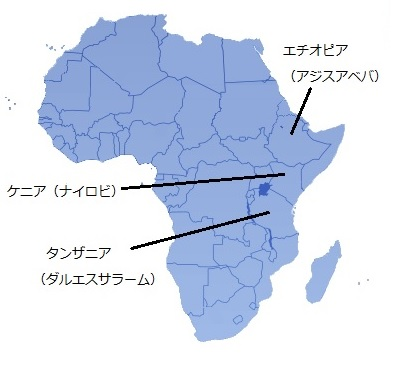 エチオピア
（アジスアベバ）
ケニア（ナイロビ）
タンザニア
（ダルエスサラーム）